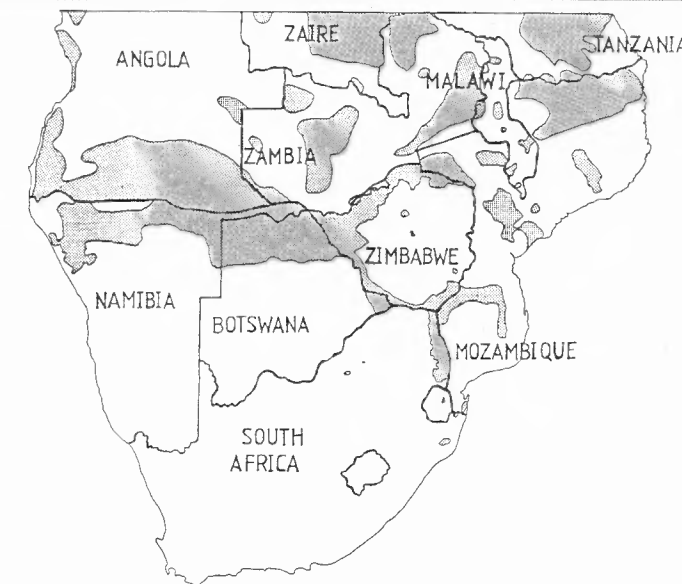 ZAIRE
TANZANIA
ANGOLA
MALAWI
ZAMBIA
ZIMBABWE
NAMIBIA
BOTSWANA
MOZAMBIQUE
SOUTH
AFRICA